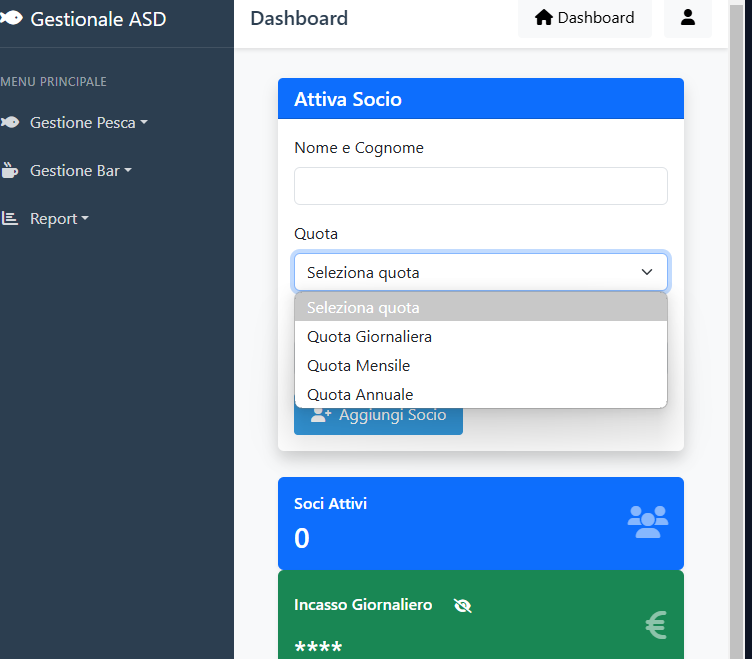 Gestionale ASD
Dashboard
Dashboard
MENU PRINCIPALE
Gestione Pesca
Gestione Bar
Report
Attiva Socio
Nome e Cognome
Quota
Seleziona quota
Seleziona quota
Quota Giornaliera
Quota Mensile
Quota Annuale
Aggiungi Socio
Soci Attivi
0
Incasso Giornaliero
****